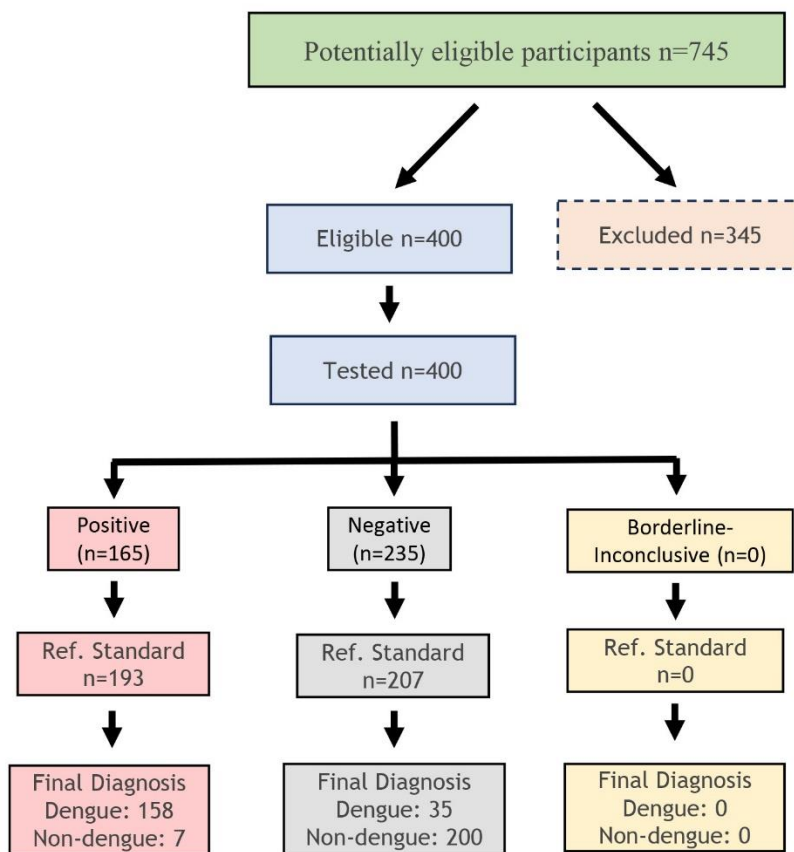 Potentially eligible participants n=745
Eligible n=400
Excluded n=345
Tested n=400
Positive
(n=165)
Negative
(n=235)
Borderline-
Inconclusive (n=0)
Ref. Standard
n=193
Ref. Standard
n=207
Ref. Standard
n=0
Final Diagnosis
Dengue: 158
Non-dengue: 7
Final Diagnosis
Dengue: 35
Non-dengue: 200
Final Diagnosis
Dengue: 0
Non-dengue: 0